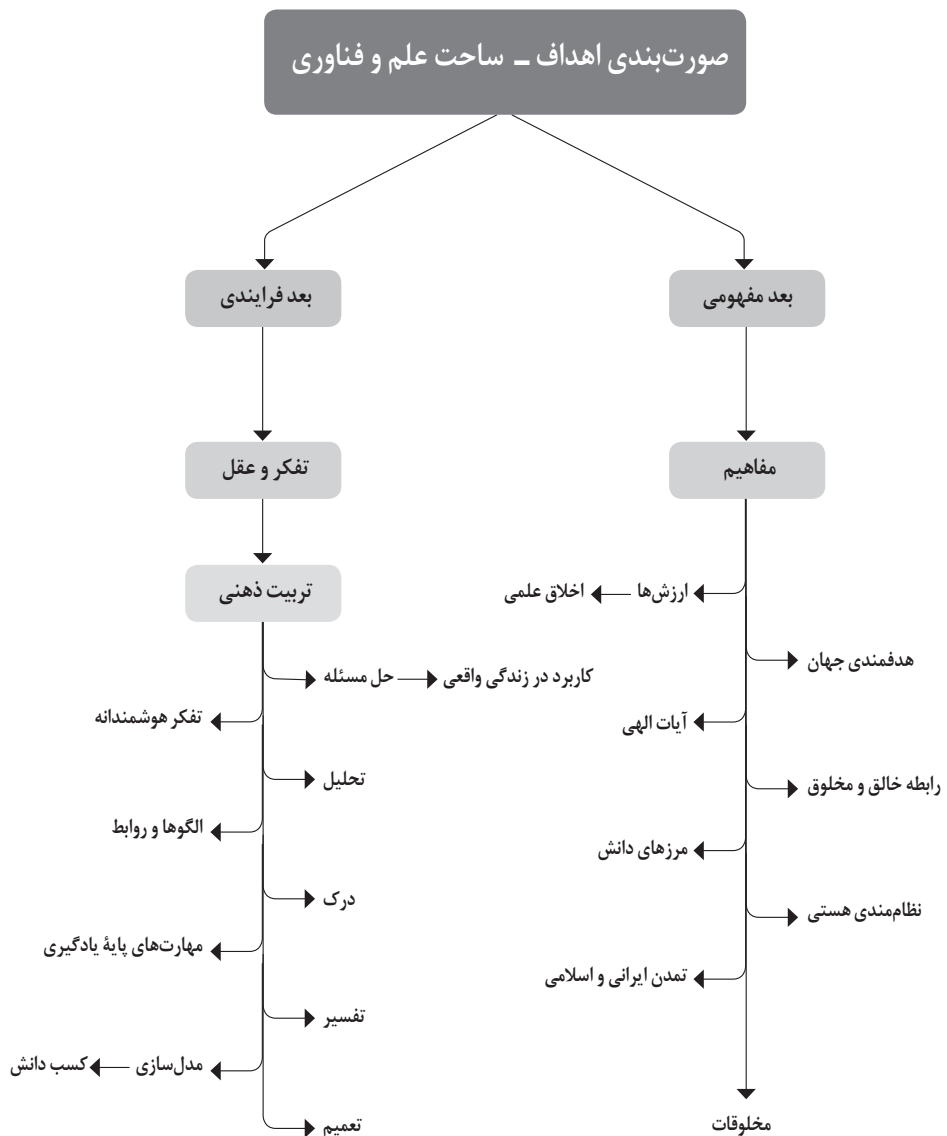 صورت‌بندی اهداف ـ ساحت علم و فناوری
بعد مفهومی
بعد فرایندی
مفاهیم
تفکر و عقل
تربیت ذهنی
ارزش‌ها
اخلاق علمی
هدفمندی جهان
آیات الهی
رابطه خالق و مخلوق
مرزهای دانش
نظام‌مندی هستی
تمدن ایرانی و اسلامی
مخلوقات
حل مسئله
کاربرد در زندگی واقعی
تفکر هوشمندانه
تحلیل
الگوها و روابط
درک
مهارت‌های پایۀ یادگیری
تفسیر
مدل‌سازی
کسب دانش
تعمیم